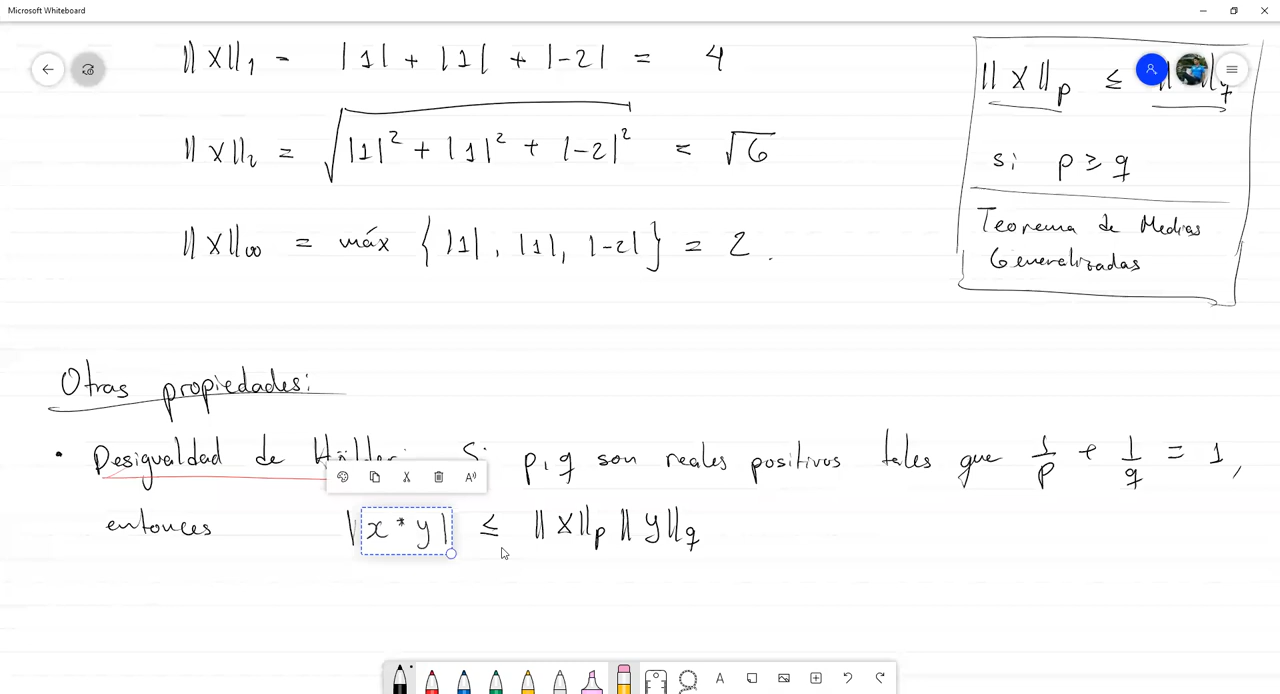 Microsoft Whiteboard
||x||₁ = |1| + |1| + |-2| = 4
||x||₂ = √(|1|² + |1|² + |-2|²) = √6
||x||∞ = máx { |1|, |1|, |-2| } = 2.
||x||p ≤ || ||q
si p ≥ q
Teorema de Medias
Generalizadas
Otras propiedades:
• Desigualdad de Hölder Si p, q son reales positivos tales que 1/p + 1/q = 1,
entonces |x * y| ≤ ||x||p ||y||q